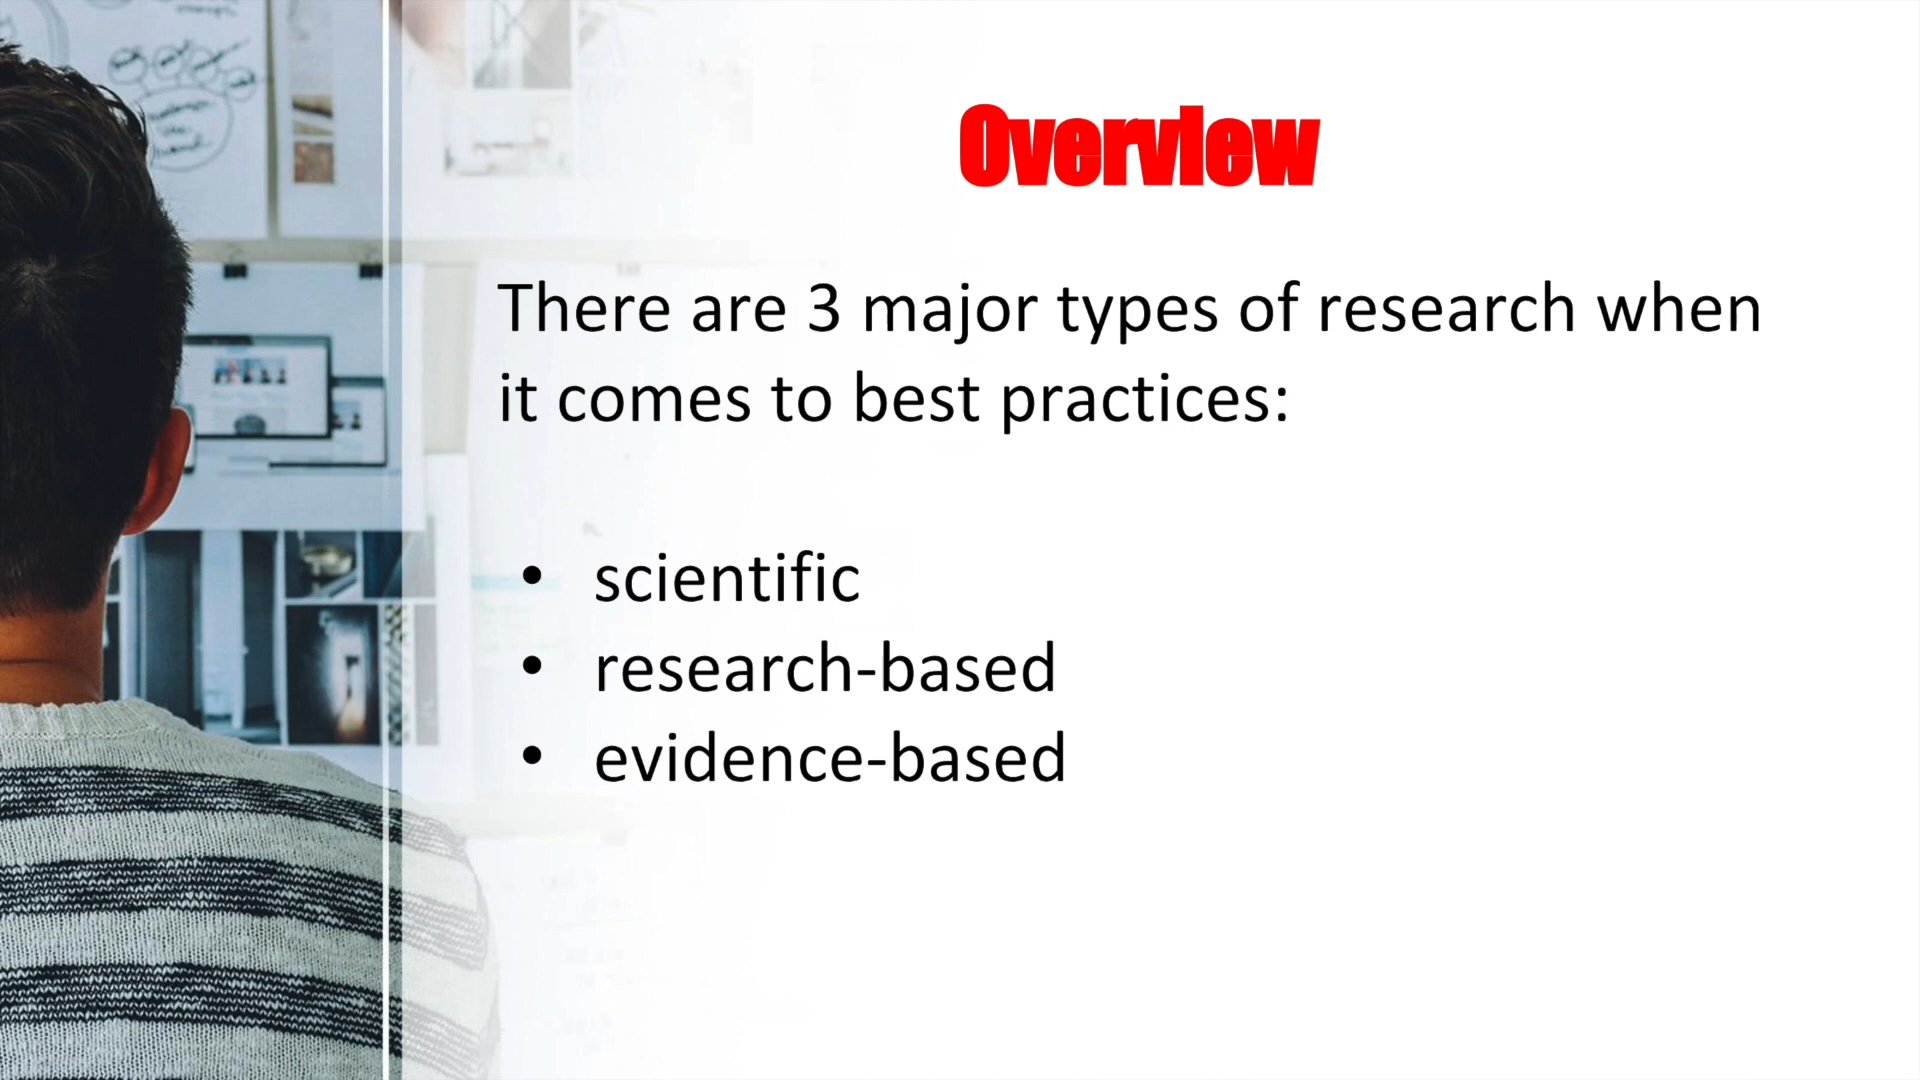 Overview
There are 3 major types of research when
it comes to best practices:
• scientific
• research-based
• evidence-based